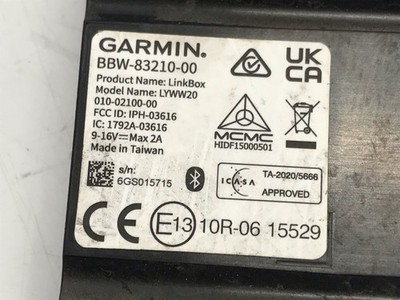 GARMIN.
BBW-83210-00
Product Name: LinkBox
Model Name: LYWW20
010-02100-00
FCC ID: IPH-03616
IC: 1792A-03616
9-16V⎓ Max 2A
Made in Taiwan
UK
CA
MCMC
HIDF15000501
s/n:
6GS015715
ICASA
TA-2020/5666
APPROVED
CE E13 10R-06 15529